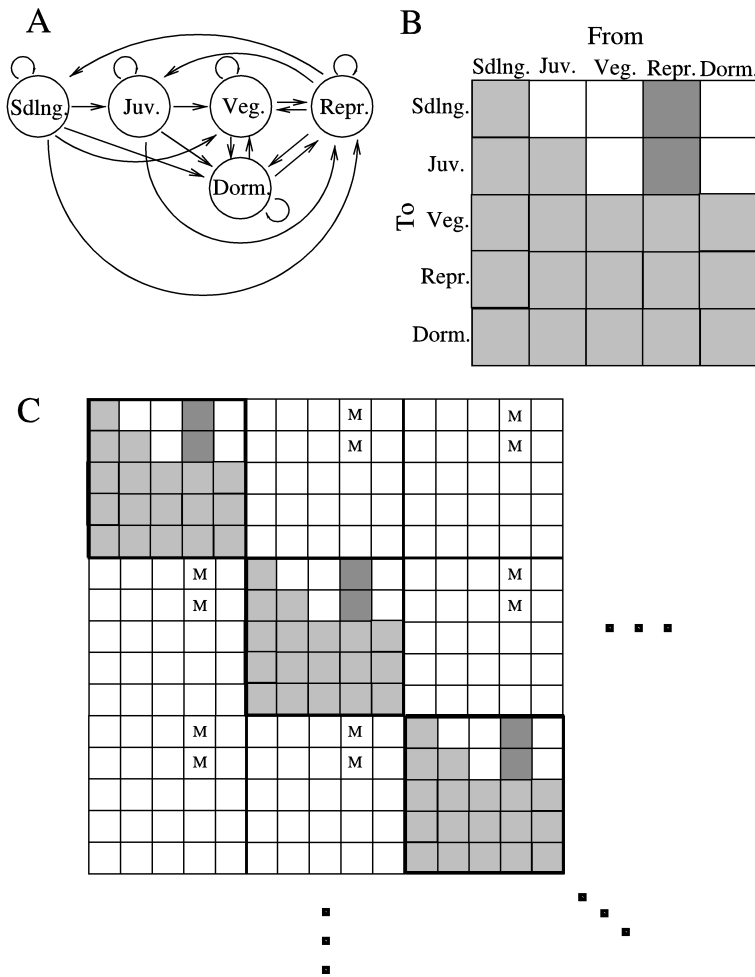 A
Sdlng. Juv. Veg. Repr.
Dorm.
B
From
Sdlng. Juv. Veg. Repr. Dorm.
To
Sdlng.
Juv.
Veg.
Repr.
Dorm.
C
M M
M M
M M
M M
M M
M M